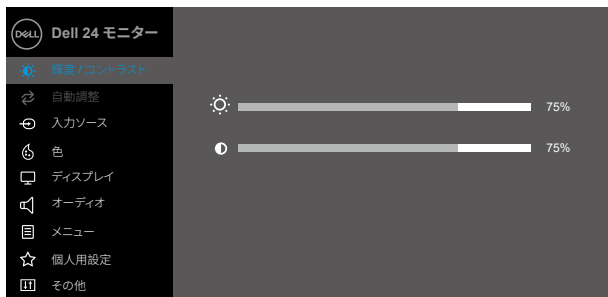 DELL
Dell 24 モニター
輝度 / コントラスト
自動調整
75%
入力ソース
色
75%
ディスプレイ
オーディオ
メニュー
個人用設定
その他